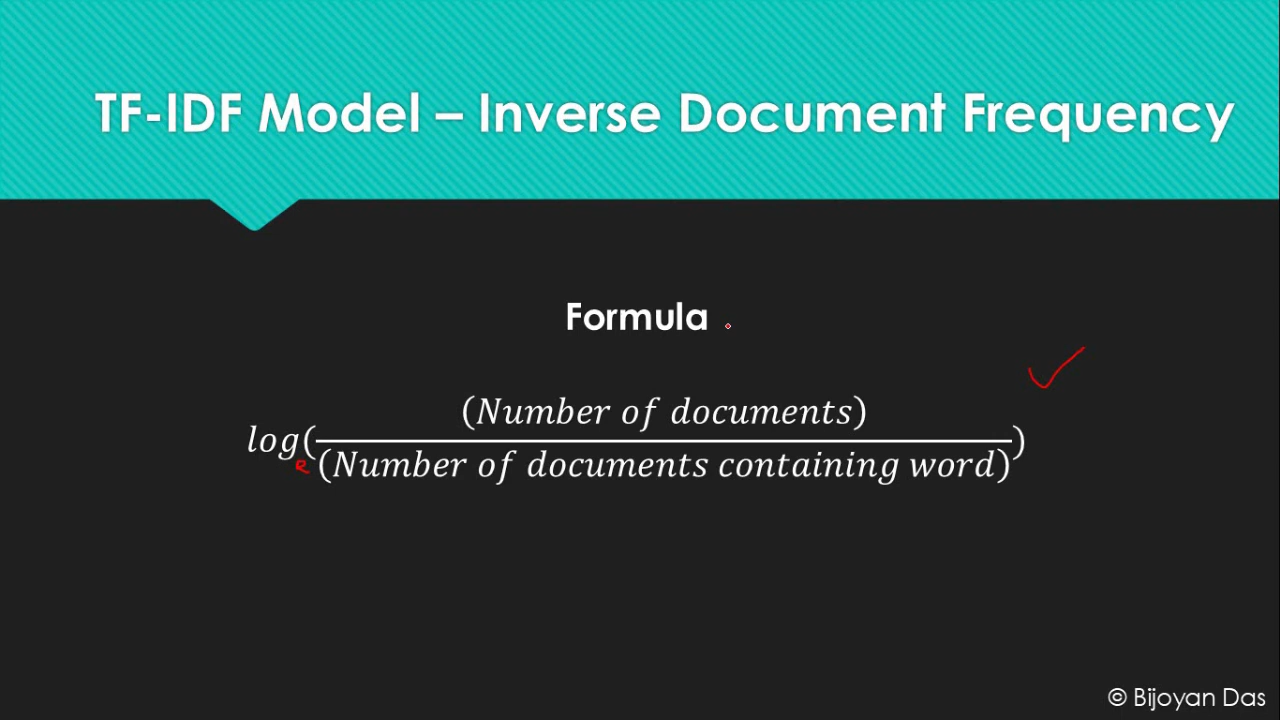 TF-IDF Model – Inverse Document Frequency
Formula
log(
(Number of documents)
(Number of documents containing word)
)
e
© Bijoyan Das